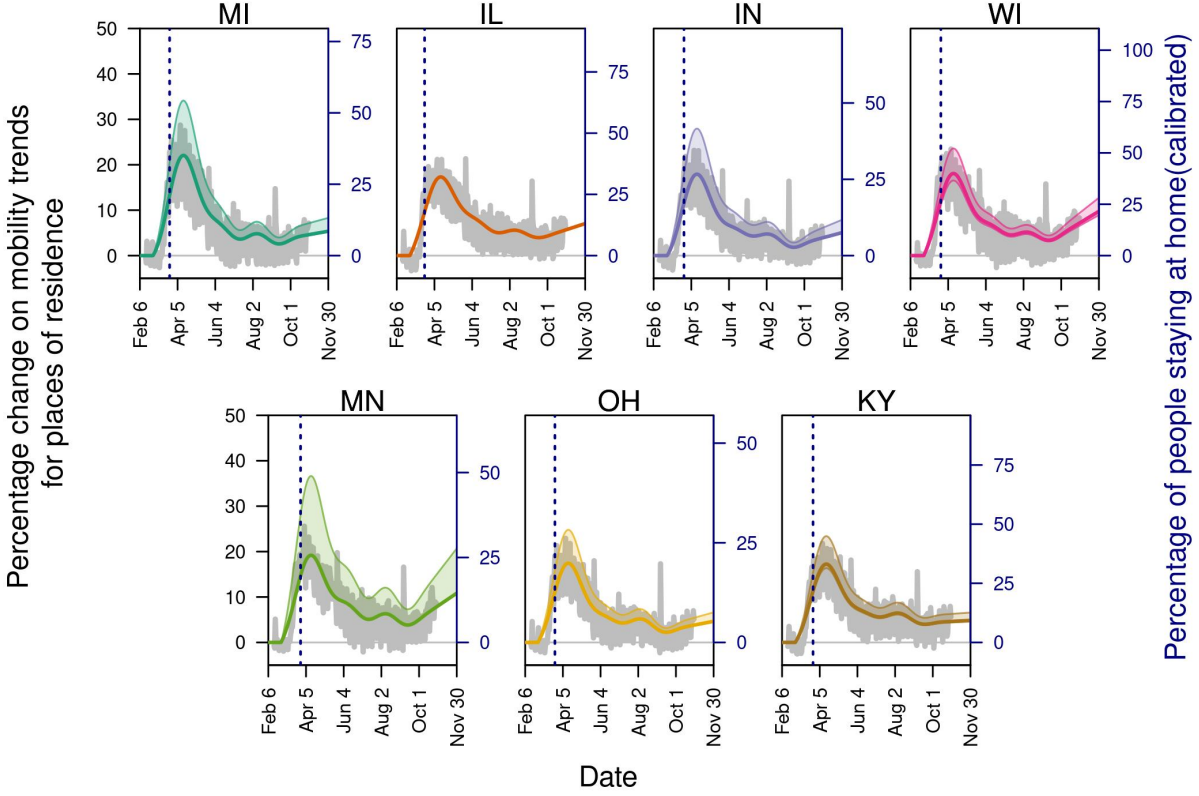 MI IL IN WI
50 40 30 20 10 0
75 50 25 0
75 50 25 0
50 25 0
100 75 50 25 0
Feb 6 Apr 5 Jun 4 Aug 2 Oct 1 Nov 30
Feb 6 Apr 5 Jun 4 Aug 2 Oct 1 Nov 30
Feb 6 Apr 5 Jun 4 Aug 2 Oct 1 Nov 30
Feb 6 Apr 5 Jun 4 Aug 2 Oct 1 Nov 30
Percentage change on mobility trends
for places of residence
Percentage of people staying at home(calibrated)
MN OH KY
50 40 30 20 10 0
50 25 0
50 25 0
75 50 25 0
Feb 6 Apr 5 Jun 4 Aug 2 Oct 1 Nov 30
Feb 6 Apr 5 Jun 4 Aug 2 Oct 1 Nov 30
Feb 6 Apr 5 Jun 4 Aug 2 Oct 1 Nov 30
Date